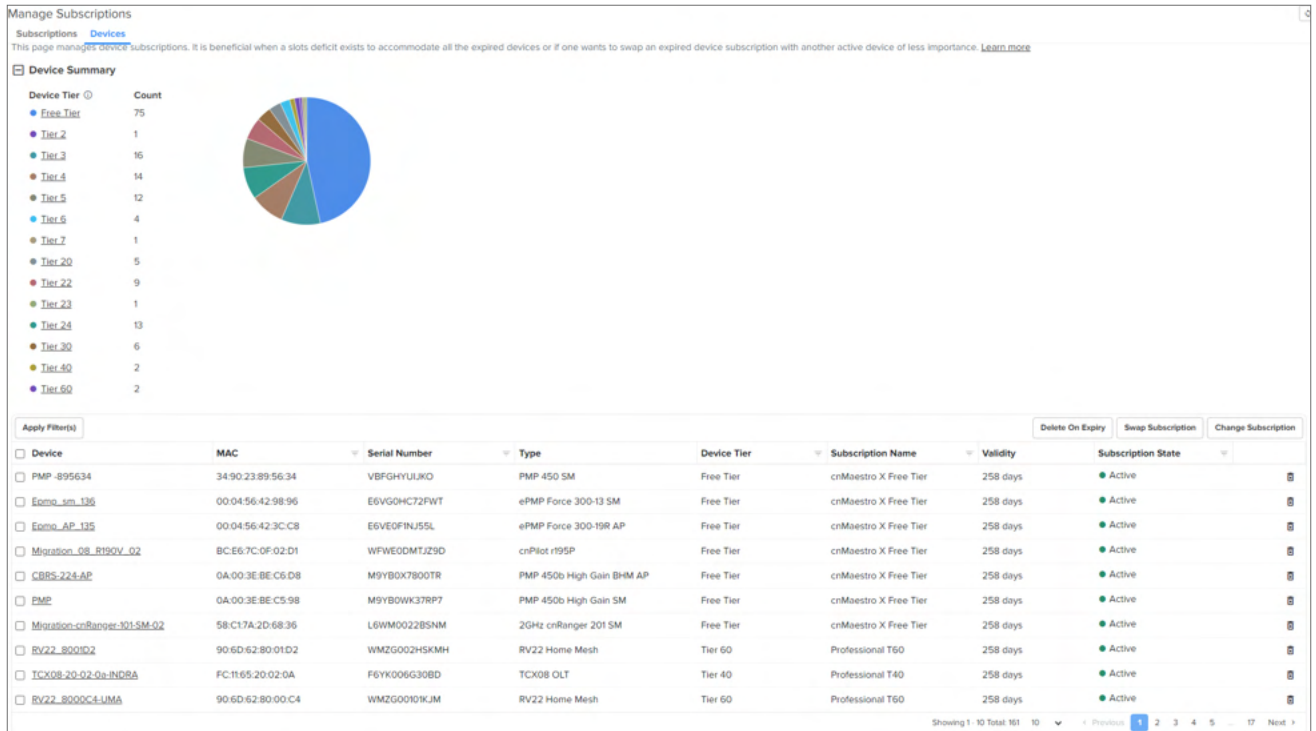 Manage Subscriptions
Subscriptions Devices
This page manages device subscriptions. It is beneficial when a slots deficit exists to accommodate all the expired devices or if one wants to swap an expired device subscription with another active device of less importance. Learn more
Device Summary
Device Tier Count
Free Tier 75
Tier 2 1
Tier 3 16
Tier 4 14
Tier 5 12
Tier 6 4
Tier 7 1
Tier 20 5
Tier 22 9
Tier 23 1
Tier 24 13
Tier 30 6
Tier 40 2
Tier 60 2
Apply Filter(s) Delete On Expiry Swap Subscription Change Subscription
Device MAC Serial Number Type Device Tier Subscription Name Validity Subscription State
PMP -895634 34:90:23:89:56:34 VBFGHYUIJKO PMP 450 SM Free Tier cnMaestro X Free Tier 258 days Active
Epmp_sm_136 00:04:56:42:98:96 E6VG0HC72FWT ePMP Force 300-13 SM Free Tier cnMaestro X Free Tier 258 days Active
Epmp_AP_135 00:04:56:42:3C:C8 E6VE0F1NJ55L ePMP Force 300-19R AP Free Tier cnMaestro X Free Tier 258 days Active
Migration_08_R190V_02 BC:E6:7C:0F:02:D1 WFWE0DMTJZ9D cnPilot r195P Free Tier cnMaestro X Free Tier 258 days Active
CBRS-224-AP 0A:00:3E:BE:C6:D8 M9YB0X7800TR PMP 450b High Gain BHM AP Free Tier cnMaestro X Free Tier 258 days Active
PMP 0A:00:3E:BE:C5:98 M9YB0WK37RP7 PMP 450b High Gain SM Free Tier cnMaestro X Free Tier 258 days Active
Migration-cnRanger-101-SM-02 58:C1:7A:2D:68:36 L6WM0022BSNM 2GHz cnRanger 201 SM Free Tier cnMaestro X Free Tier 258 days Active
RV22_8001D2 90:6D:62:80:01:D2 WMZG002HSKMH RV22 Home Mesh Tier 60 Professional T60 258 days Active
TCX08-20-02-0a-INDRA FC:11:65:20:02:0A F6YK006G30BD TCX08 OLT Tier 40 Professional T40 258 days Active
RV22_8000C4-UMA 90:6D:62:80:00:C4 WMZG00101KJM RV22 Home Mesh Tier 60 Professional T60 258 days Active
Showing 1 - 10 Total: 161 10 < Previous 1 2 3 4 5 ... 17 Next >